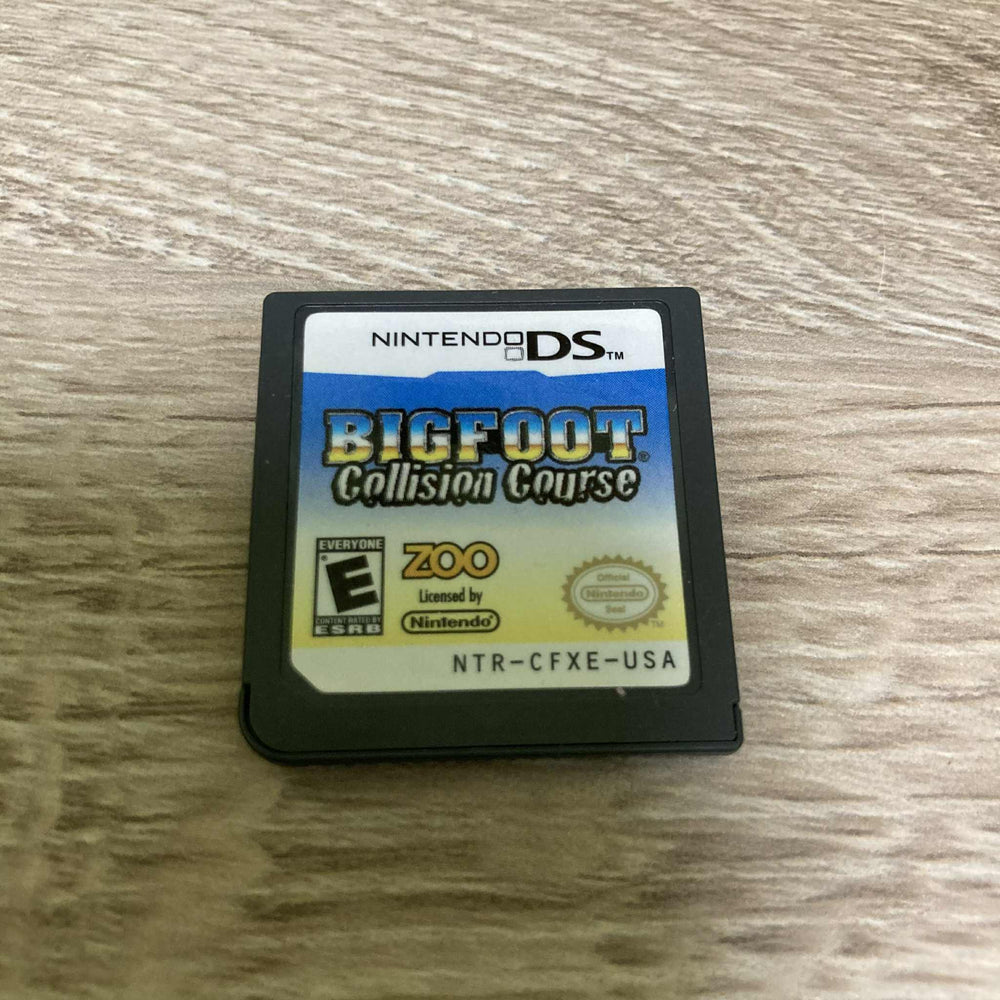 NINTENDO DS™
BIGFOOT®
Collision Course
EVERYONE
E
CONTENT RATED BY
ESRB
ZOO
Licensed by
Nintendo®
Official
Nintendo
Seal
TM
NTR-CFXE-USA